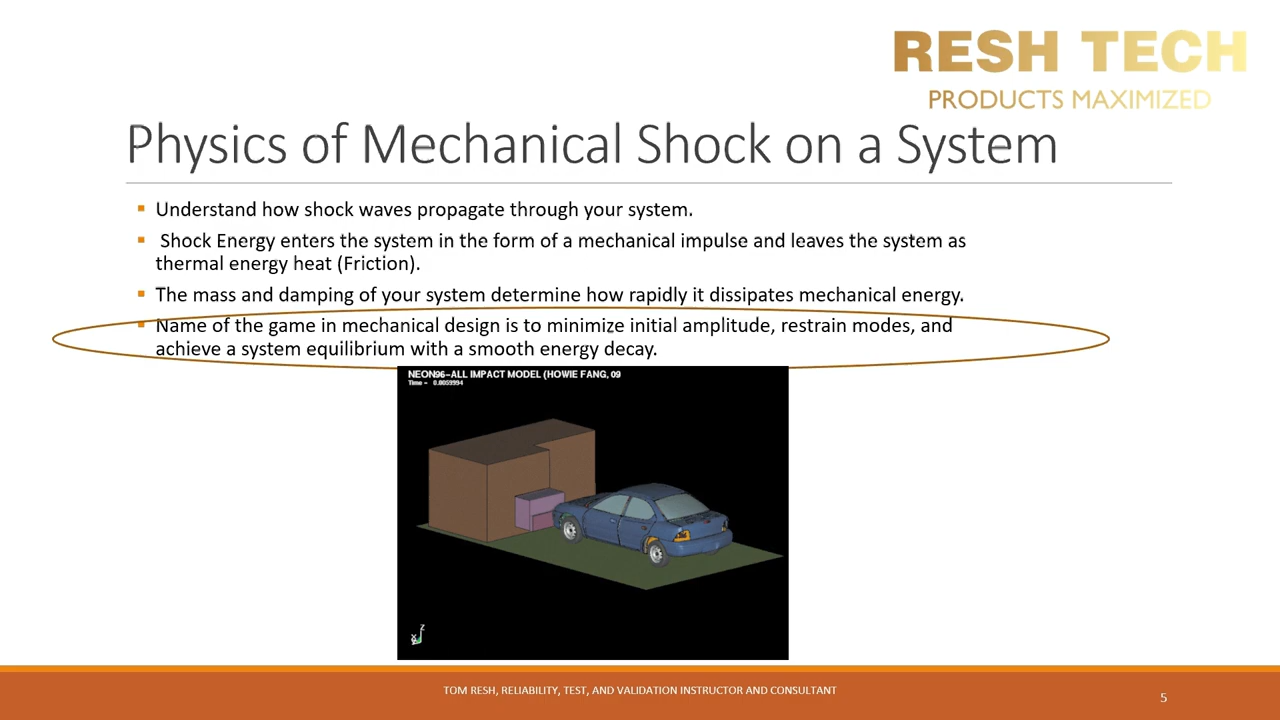 RESH TECH
PRODUCTS MAXIMIZED
Physics of Mechanical Shock on a System
Understand how shock waves propagate through your system.
Shock Energy enters the system in the form of a mechanical impulse and leaves the system as
thermal energy heat (Friction).
The mass and damping of your system determine how rapidly it dissipates mechanical energy.
Name of the game in mechanical design is to minimize initial amplitude, restrain modes, and
achieve a system equilibrium with a smooth energy decay.
NEON96-ALL IMPACT MODEL (HOWIE FANG, 09
Time = 0.0059994
Z
X
TOM RESH, RELIABILITY, TEST, AND VALIDATION INSTRUCTOR AND CONSULTANT
5